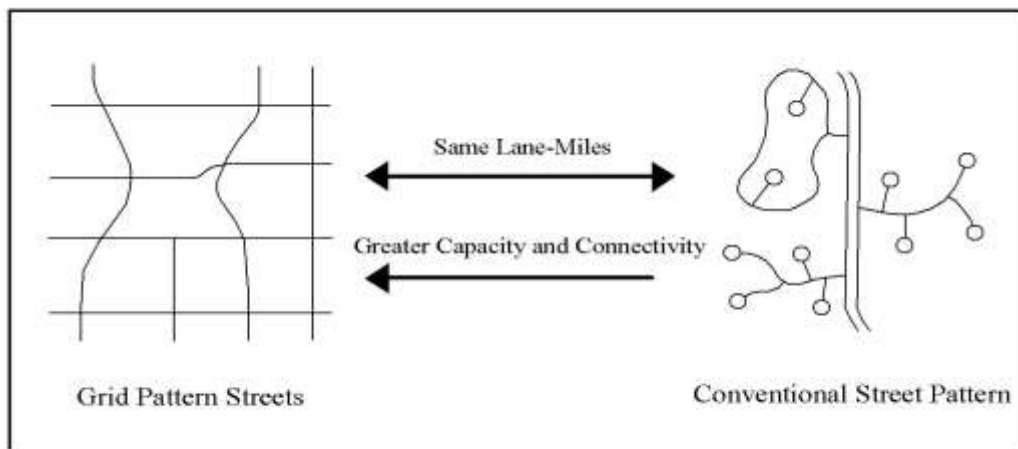 Same Lane-Miles
Greater Capacity and Connectivity
Grid Pattern Streets
Conventional Street Pattern